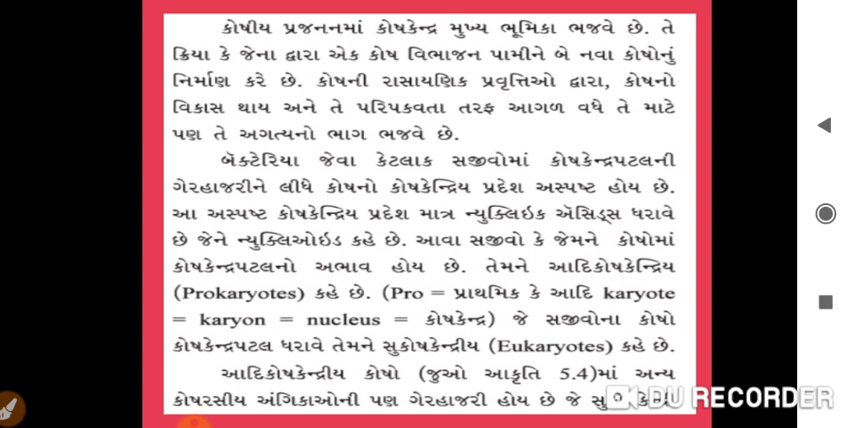 કોષીય પ્રજનનમાં કોષકેન્દ્ર મુખ્ય ભૂમિકા ભજવે છે. તે
ક્રિયા કે જેના દ્વારા એક કોષ વિભાજન પામીને બે નવા કોષોનું
નિર્માણ કરે છે. કોષની રાસાયણિક પ્રવૃત્તિઓ દ્વારા, કોષનો
વિકાસ થાય અને તે પરિપક્વતા તરફ આગળ વધે તે માટે
પણ તે અગત્યનો ભાગ ભજવે છે.
બૅક્ટેરિયા જેવા કેટલાક સજીવોમાં કોષકેન્દ્રપટલની
ગેરહાજરીને લીધે કોષનો કોષકેન્દ્રિય પ્રદેશ અસ્પષ્ટ હોય છે.
આ અસ્પષ્ટ કોષકેન્દ્રિય પ્રદેશ માત્ર ન્યુક્લિઇક ઍસિડ્સ ધરાવે
છે જેને ન્યુક્લિઓઇડ કહે છે. આવા સજીવો કે જેમને કોષોમાં
કોષકેન્દ્રપટલનો અભાવ હોય છે. તેમને આદિકોષકેન્દ્રિય
(Prokaryotes) કહે છે. (Pro = પ્રાથમિક કે આદિ karyote
= karyon = nucleus = કોષકેન્દ્ર) જે સજીવોના કોષો
કોષકેન્દ્રપટલ ધરાવે તેમને સુકોષકેન્દ્રીય (Eukaryotes) કહે છે.
આદિકોષકેન્દ્રીય કોષો (જુઓ આકૃતિ 5.4)માં અન્ય
કોષરસીય અંગિકાઓની પણ ગેરહાજરી હોય છે જે
DU RECORDER